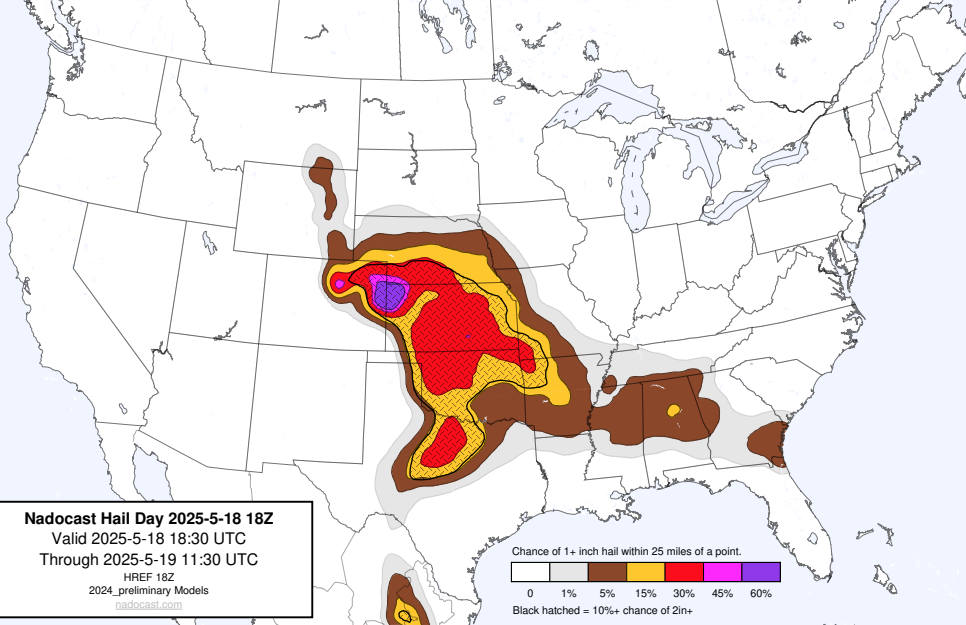 Nadocast Hail Day 2025-5-18 18Z
Valid 2025-5-18 18:30 UTC
Through 2025-5-19 11:30 UTC
HREF 18Z
2024_preliminary Models
nadocast.com
Chance of 1+ inch hail within 25 miles of a point.
0 1% 5% 15% 30% 45% 60%
Black hatched = 10%+ chance of 2in+